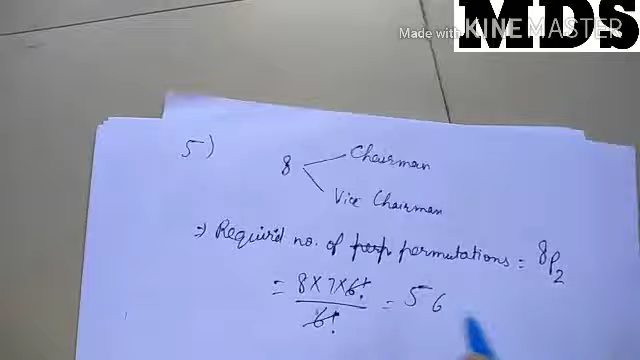 MDS
Made with KINEMASTER
5)
8 Chairman
Vice Chairman
⇒ Required no. of permutations = 8P2
= 8×7×6!/6! = 56